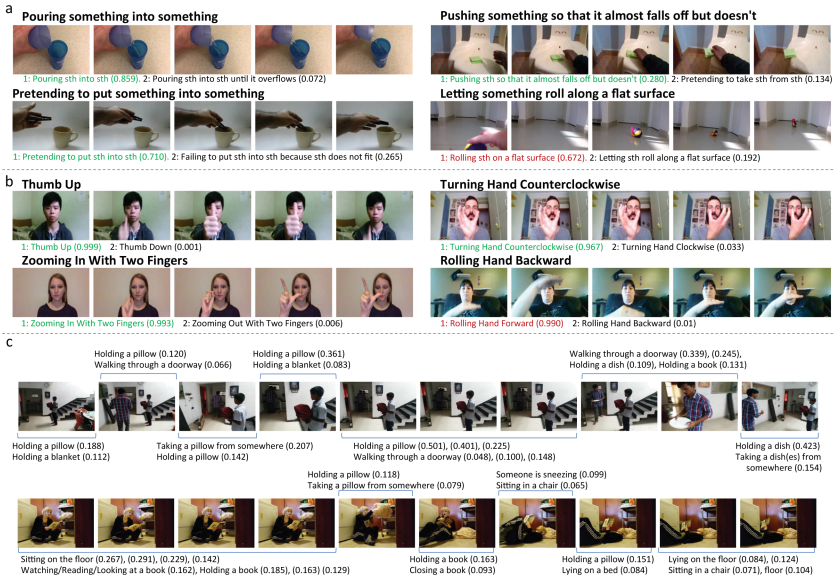 a
Pouring something into something
1: Pouring sth into sth (0.859). 2: Pouring sth into sth until it overflows (0.072)
Pushing something so that it almost falls off but doesn't
1: Pushing sth so that it almost falls off but doesn't (0.280). 2: Pretending to take sth from sth (0.134)
Pretending to put something into something
1: Pretending to put sth into sth (0.710). 2: Failing to put sth into sth because sth does not fit (0.265)
Letting something roll along a flat surface
1: Rolling sth on a flat surface (0.672). 2: Letting sth roll along a flat surface (0.192)
b
Thumb Up
1: Thumb Up (0.999) 2: Thumb Down (0.001)
Turning Hand Counterclockwise
1: Turning Hand Counterclockwise (0.967) 2: Turning Hand Clockwise (0.033)
Zooming In With Two Fingers
1: Zooming In With Two Fingers (0.993) 2: Zooming Out With Two Fingers (0.006)
Rolling Hand Backward
1: Rolling Hand Forward (0.990) 2: Rolling Hand Backward (0.01)
c
Holding a pillow (0.120)
Walking through a doorway (0.066)
Holding a pillow (0.361)
Holding a blanket (0.083)
Walking through a doorway (0.339), (0.245),
Holding a dish (0.109), Holding a book (0.131)
Holding a pillow (0.188)
Holding a blanket (0.112)
Taking a pillow from somewhere (0.207)
Holding a pillow (0.142)
Holding a pillow (0.501), (0.401), (0.225)
Walking through a doorway (0.048), (0.100), (0.148)
Holding a dish (0.423)
Taking a dish(es) from
somewhere (0.154)
Holding a pillow (0.118)
Taking a pillow from somewhere (0.079)
Someone is sneezing (0.099)
Sitting in a chair (0.065)
Sitting on the floor (0.267), (0.291), (0.229), (0.142)
Watching/Reading/Looking at a book (0.162), Holding a book (0.185), (0.163) (0.129)
Holding a book (0.163)
Closing a book (0.093)
Holding a pillow (0.151)
Lying on a bed (0.084)
Lying on the floor (0.084), (0.124)
Sitting in a chair (0.071), floor (0.104)